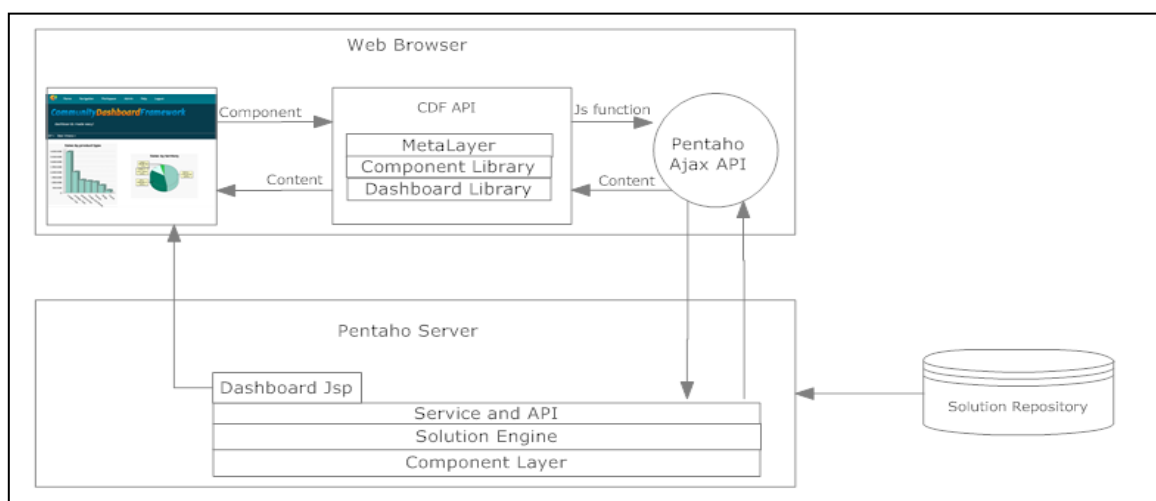 Web Browser
CommunityDashboardFramework
Component
CDF API
Js function
MetaLayer
Component Library
Dashboard Library
Pentaho
Ajax API
Content
Content
Pentaho Server
Dashboard Jsp
Service and API
Solution Engine
Component Layer
Solution Repository